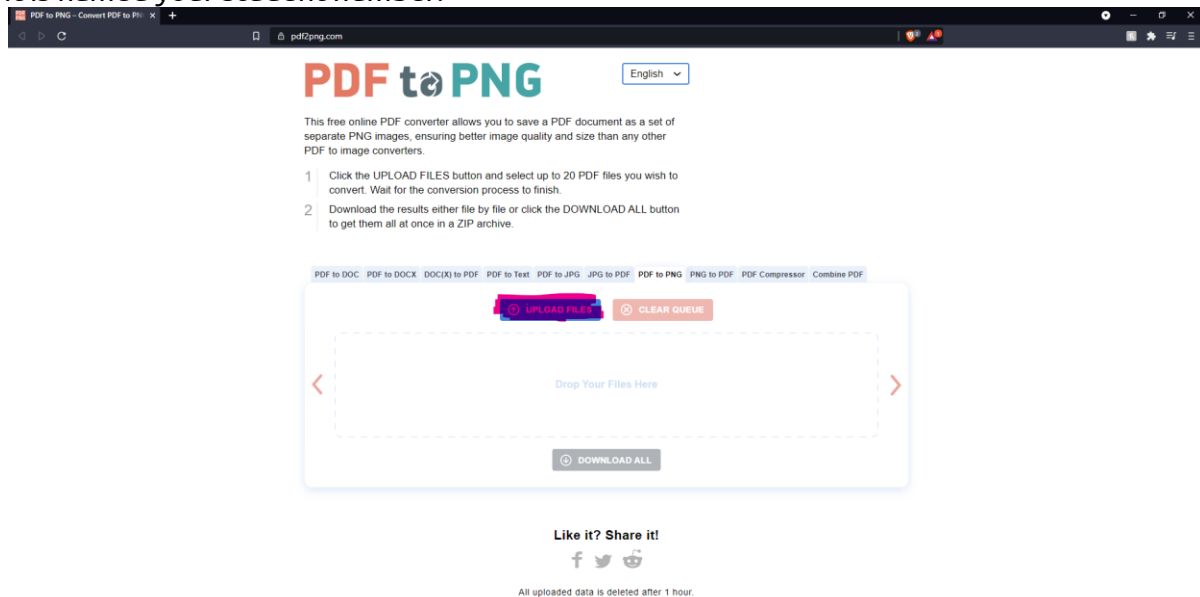 PDF to PNG – Convert PDF to PN
pdf2png.com
PDF to PNG
English
This free online PDF converter allows you to save a PDF document as a set of
separate PNG images, ensuring better image quality and size than any other
PDF to image converters.
1 Click the UPLOAD FILES button and select up to 20 PDF files you wish to
convert. Wait for the conversion process to finish.
2 Download the results either file by file or click the DOWNLOAD ALL button
to get them all at once in a ZIP archive.
PDF to DOC PDF to DOCX DOC(X) to PDF PDF to Text PDF to JPG JPG to PDF PDF to PNG PNG to PDF PDF Compressor Combine PDF
UPLOAD FILES CLEAR QUEUE
Drop Your Files Here
DOWNLOAD ALL
Like it? Share it!
All uploaded data is deleted after 1 hour.